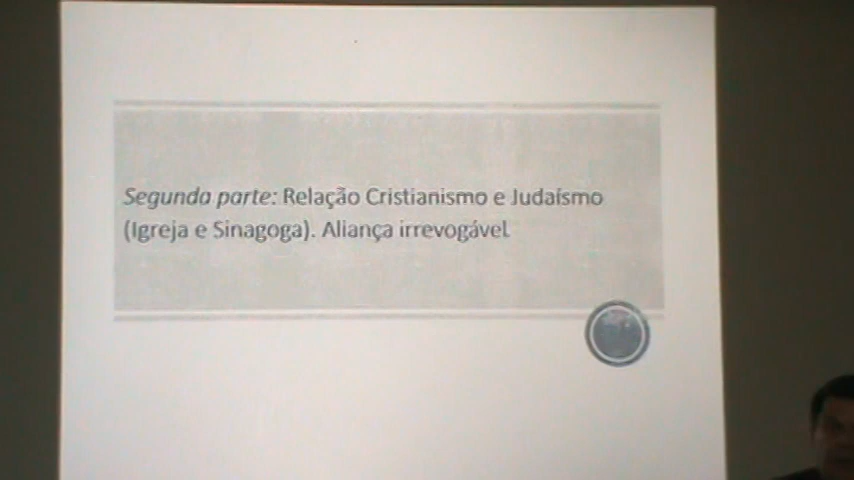 Segunda parte: Relação Cristianismo e Judaísmo
(Igreja e Sinagoga). Aliança irrevogável